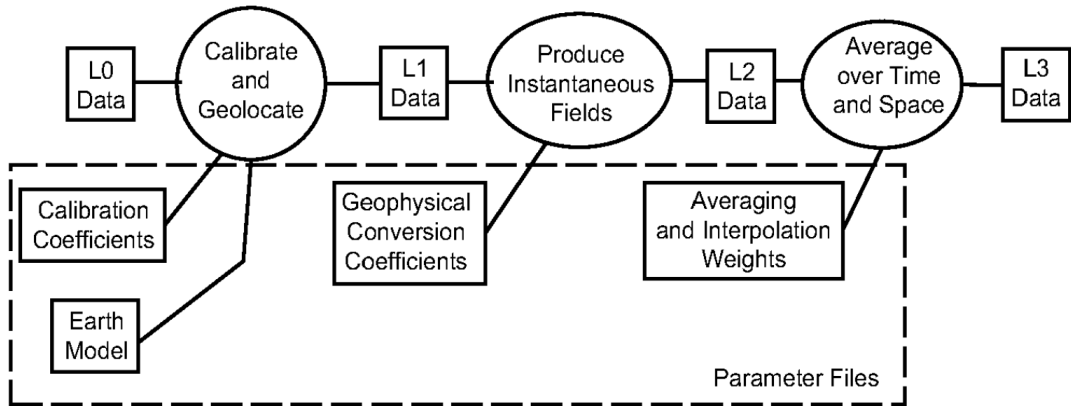 L0
Data
Calibrate
and
Geolocate
L1
Data
Produce
Instantaneous
Fields
L2
Data
Average
over Time
and Space
L3
Data
Calibration
Coefficients
Geophysical
Conversion
Coefficients
Averaging
and Interpolation
Weights
Earth
Model
Parameter Files